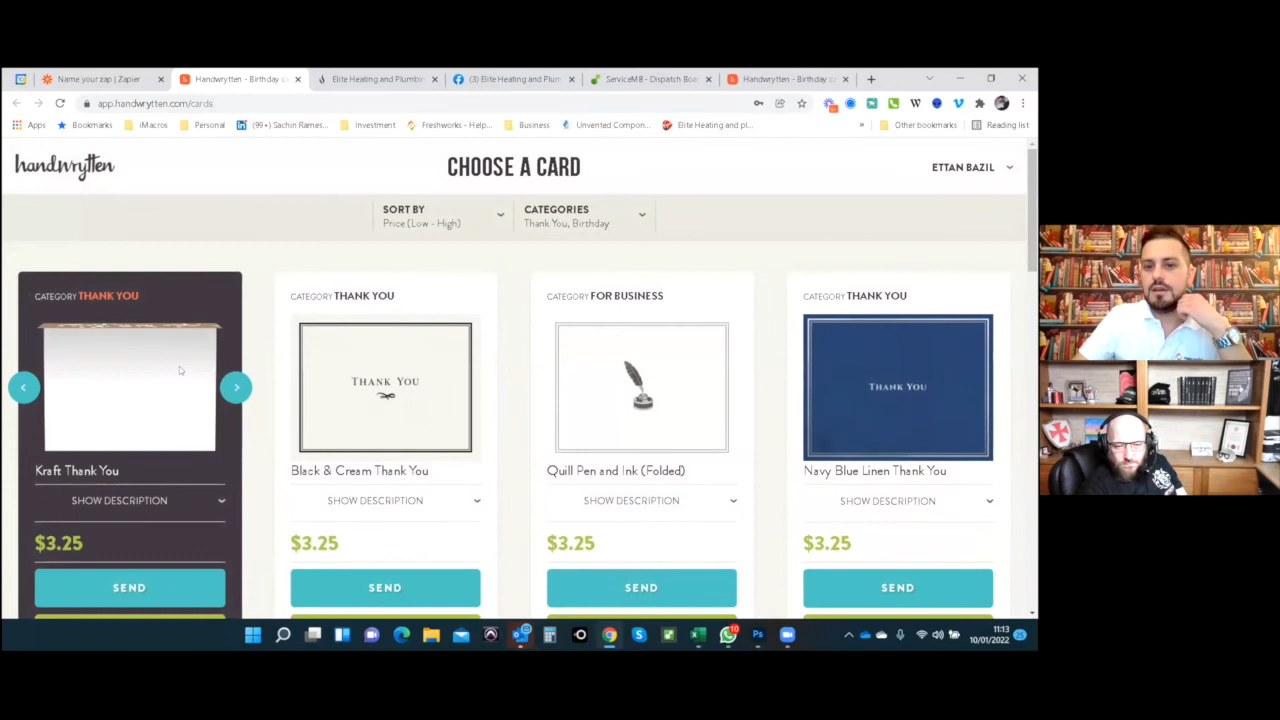 Name your zap | Zapier
Handwrytten - Birthday c
Elite Heating and Plumbin
(3) Elite Heating and Plum
ServiceM8 - Dispatch Boa
Handwrytten - Birthday c
app.handwrytten.com/cards
Apps
Bookmarks
iMacros
Personal
(99+) Sachin Rames...
Investment
Freshworks - Help...
Business
Unvented Compon...
Elite Heating and pl...
»
Other bookmarks
Reading list
handwrytten
CHOOSE A CARD
ETTAN BAZIL
SORT BY
Price (Low - High)
CATEGORIES
Thank You, Birthday
CATEGORY THANK YOU
CATEGORY THANK YOU
CATEGORY FOR BUSINESS
CATEGORY THANK YOU
THANK YOU
THANK YOU
Kraft Thank You
Black & Cream Thank You
Quill Pen and Ink (Folded)
Navy Blue Linen Thank You
SHOW DESCRIPTION
SHOW DESCRIPTION
SHOW DESCRIPTION
SHOW DESCRIPTION
$3.25
$3.25
$3.25
$3.25
SEND
SEND
SEND
SEND
10
11:13
10/01/2022
25